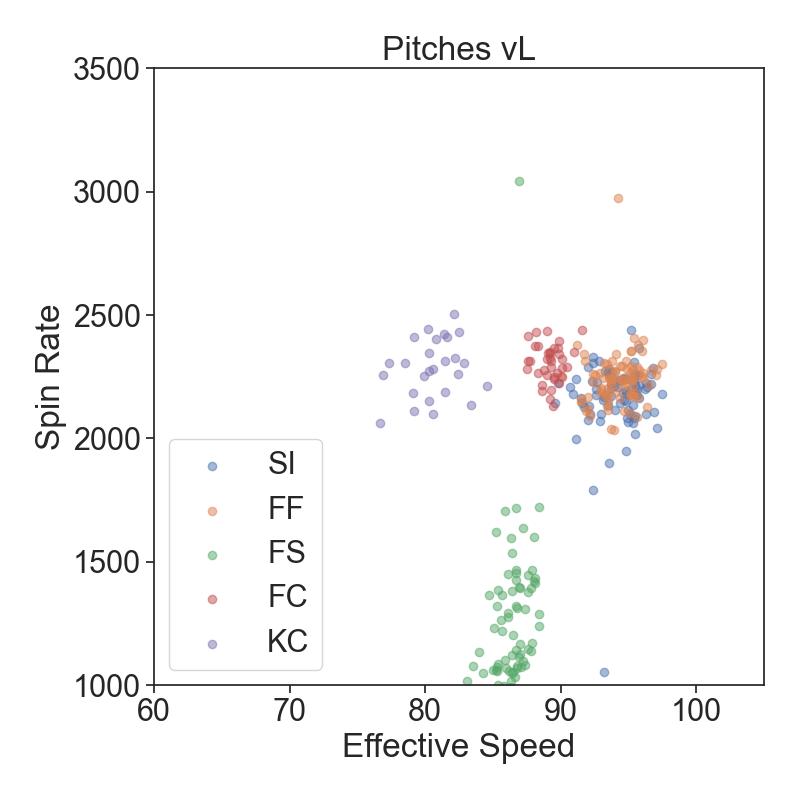 Pitches vL
3500
3000
2500
2000
1500
1000
Spin Rate
SI
FF
FS
FC
KC
60 70 80 90 100
Effective Speed